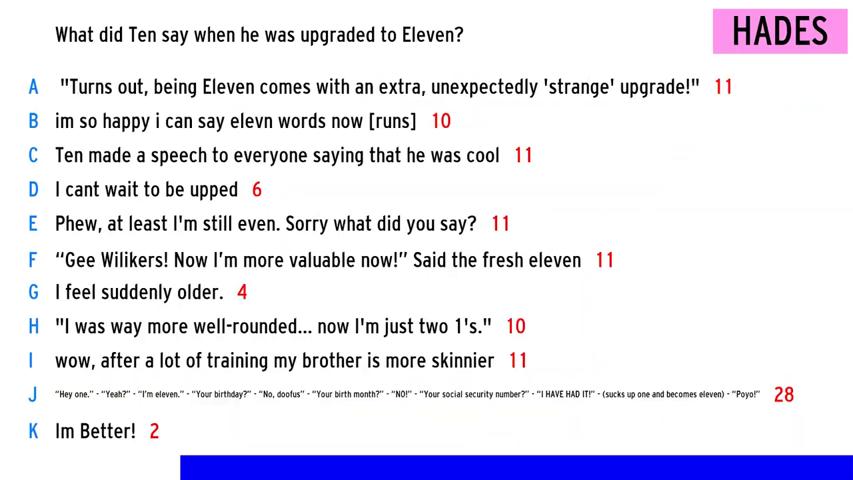 What did Ten say when he was upgraded to Eleven?
HADES
A "Turns out, being Eleven comes with an extra, unexpectedly 'strange' upgrade!" 11
B im so happy i can say elevn words now [runs] 10
C Ten made a speech to everyone saying that he was cool 11
D I cant wait to be upped 6
E Phew, at least I'm still even. Sorry what did you say? 11
F “Gee Wilikers! Now I’m more valuable now!” Said the fresh eleven 11
G I feel suddenly older. 4
H "I was way more well-rounded... now I'm just two 1's." 10
I wow, after a lot of training my brother is more skinnier 11
J “Hey one.” - “Yeah?” - “I’m eleven.” - “Your birthday?” - “No, doofus” - “Your birth month?” - “NO!” - “Your social security number?” - “I HAVE HAD IT!” - (sucks up one and becomes eleven) - “Poyo!” 28
K Im Better! 2